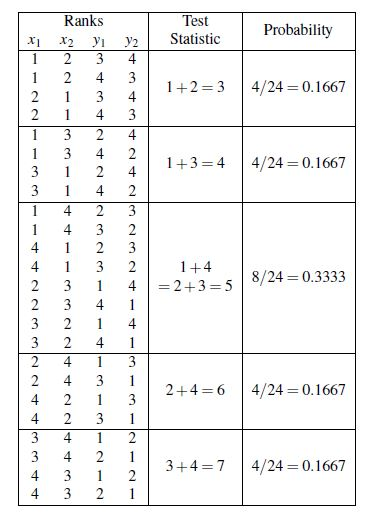 Ranks Test Probability
x1 x2 y1 y2 Statistic
1 2 3 4
1 2 4 3
2 1 3 4
2 1 4 3
1+2=3 4/24=0.1667
1 3 2 4
1 3 4 2
3 1 2 4
3 1 4 2
1+3=4 4/24=0.1667
1 4 2 3
1 4 3 2
4 1 2 3
4 1 3 2
2 3 1 4
2 3 4 1
3 2 1 4
3 2 4 1
1+4
=2+3=5 8/24=0.3333
2 4 1 3
2 4 3 1
4 2 1 3
4 2 3 1
2+4=6 4/24=0.1667
3 4 1 2
3 4 2 1
4 3 1 2
4 3 2 1
3+4=7 4/24=0.1667